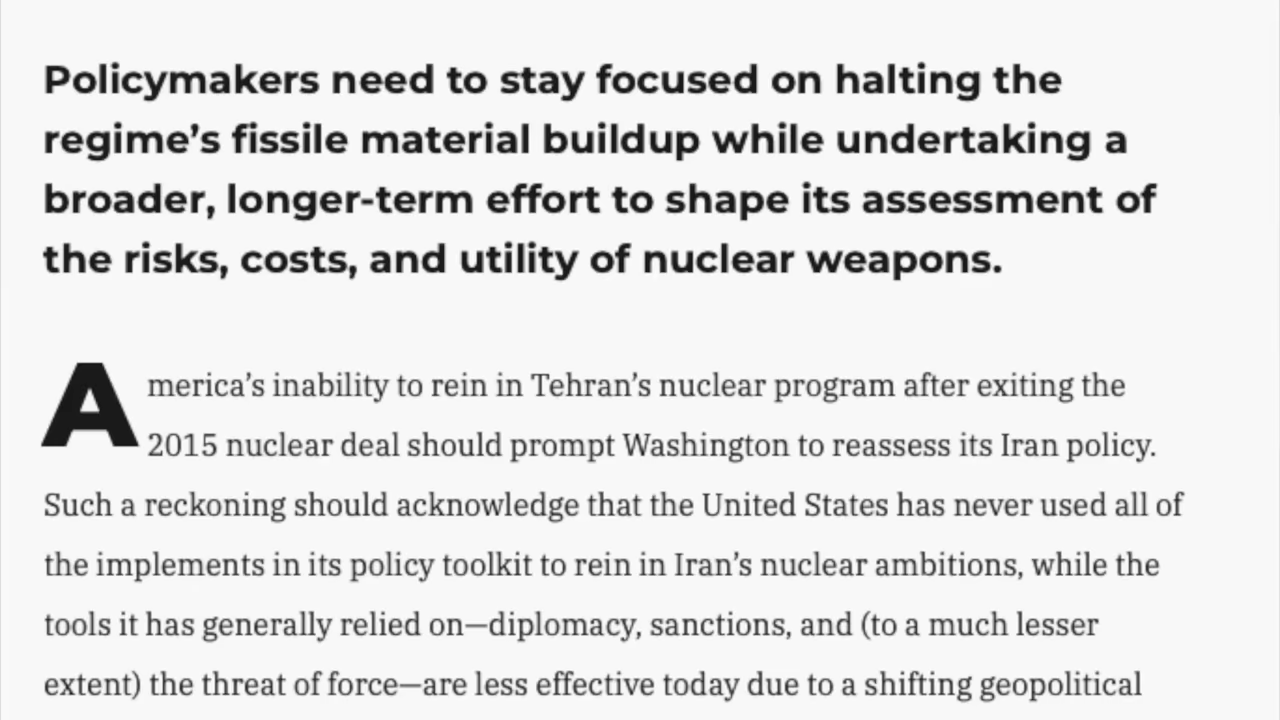 Policymakers need to stay focused on halting the
regime’s fissile material buildup while undertaking a
broader, longer-term effort to shape its assessment of
the risks, costs, and utility of nuclear weapons.
America’s inability to rein in Tehran’s nuclear program after exiting the
2015 nuclear deal should prompt Washington to reassess its Iran policy.
Such a reckoning should acknowledge that the United States has never used all of
the implements in its policy toolkit to rein in Iran’s nuclear ambitions, while the
tools it has generally relied on—diplomacy, sanctions, and (to a much lesser
extent) the threat of force—are less effective today due to a shifting geopolitical